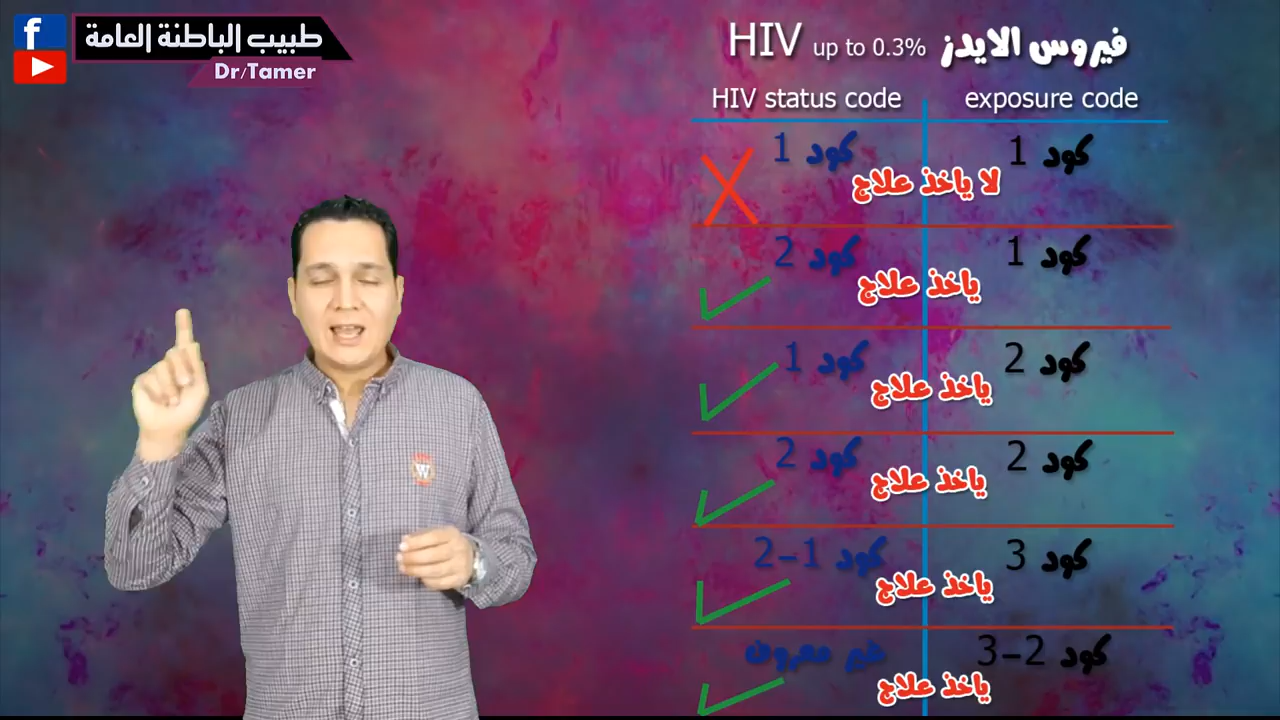 طبيب الباطنة العامة
Dr/Tamer
فيروس الايدز HIV up to 0.3%
HIV status code exposure code
كود 1 كود 1
لا ياخذ علاج
كود 2 كود 1
ياخذ علاج
كود 1 كود 2
ياخذ علاج
كود 2 كود 2
ياخذ علاج
كود 1-2 كود 3
ياخذ علاج
غير معروف كود 2-3
ياخذ علاج
W